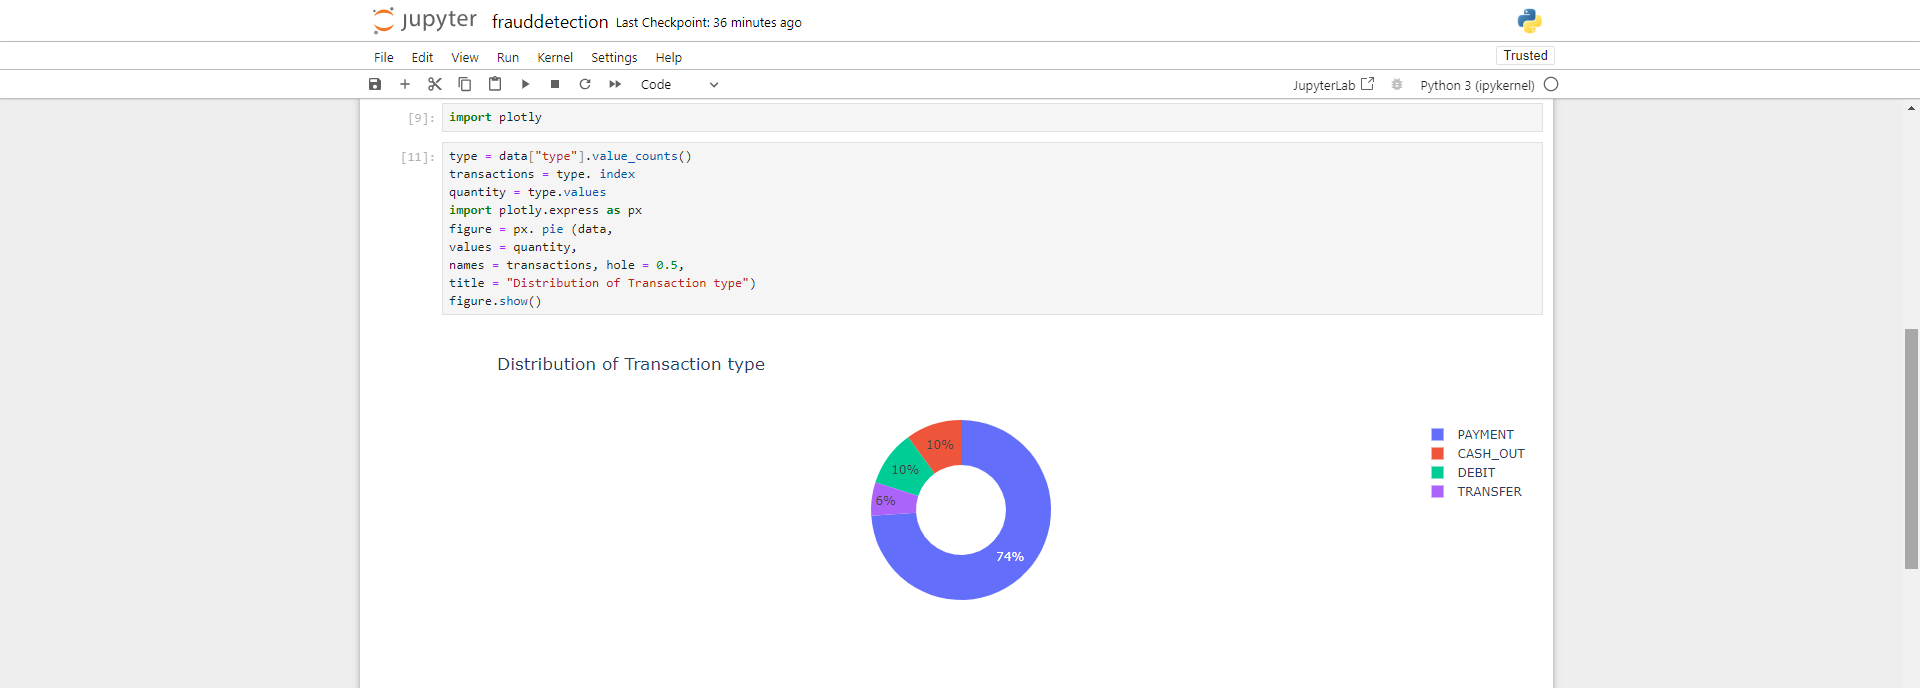 jupyter frauddetection Last Checkpoint: 36 minutes ago
File Edit View Run Kernel Settings Help Trusted
Code JupyterLab Python 3 (ipykernel)
[9]: import plotly
[11]: type = data["type"].value_counts()
transactions = type. index
quantity = type.values
import plotly.express as px
figure = px. pie (data,
values = quantity,
names = transactions, hole = 0.5,
title = "Distribution of Transaction type")
figure.show()
Distribution of Transaction type
10%
10%
6%
74%
PAYMENT
CASH_OUT
DEBIT
TRANSFER